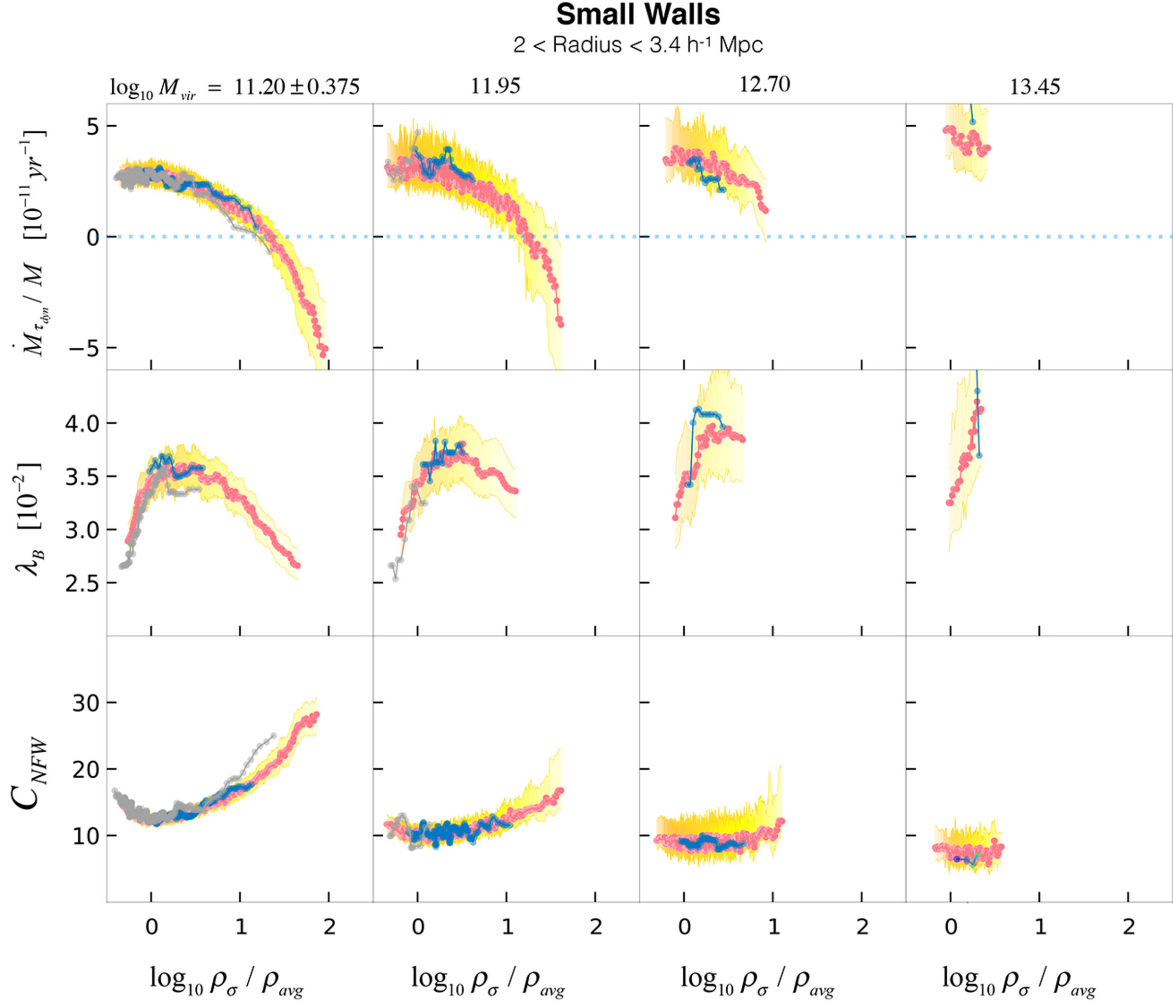 Small Walls
2 < Radius < 3.4 h⁻¹ Mpc
log₁₀ M_vir = 11.20 ± 0.375 11.95 12.70 13.45
Ṁ_τdyn / M [10⁻¹¹ yr⁻¹]
5
0
−5
λ_B [10⁻²]
4.0
3.5
3.0
2.5
C_NFW
30
20
10
0 1 2 0 1 2 0 1 2 0 1 2
log₁₀ ρ_σ / ρ_avg log₁₀ ρ_σ / ρ_avg log₁₀ ρ_σ / ρ_avg log₁₀ ρ_σ / ρ_avg